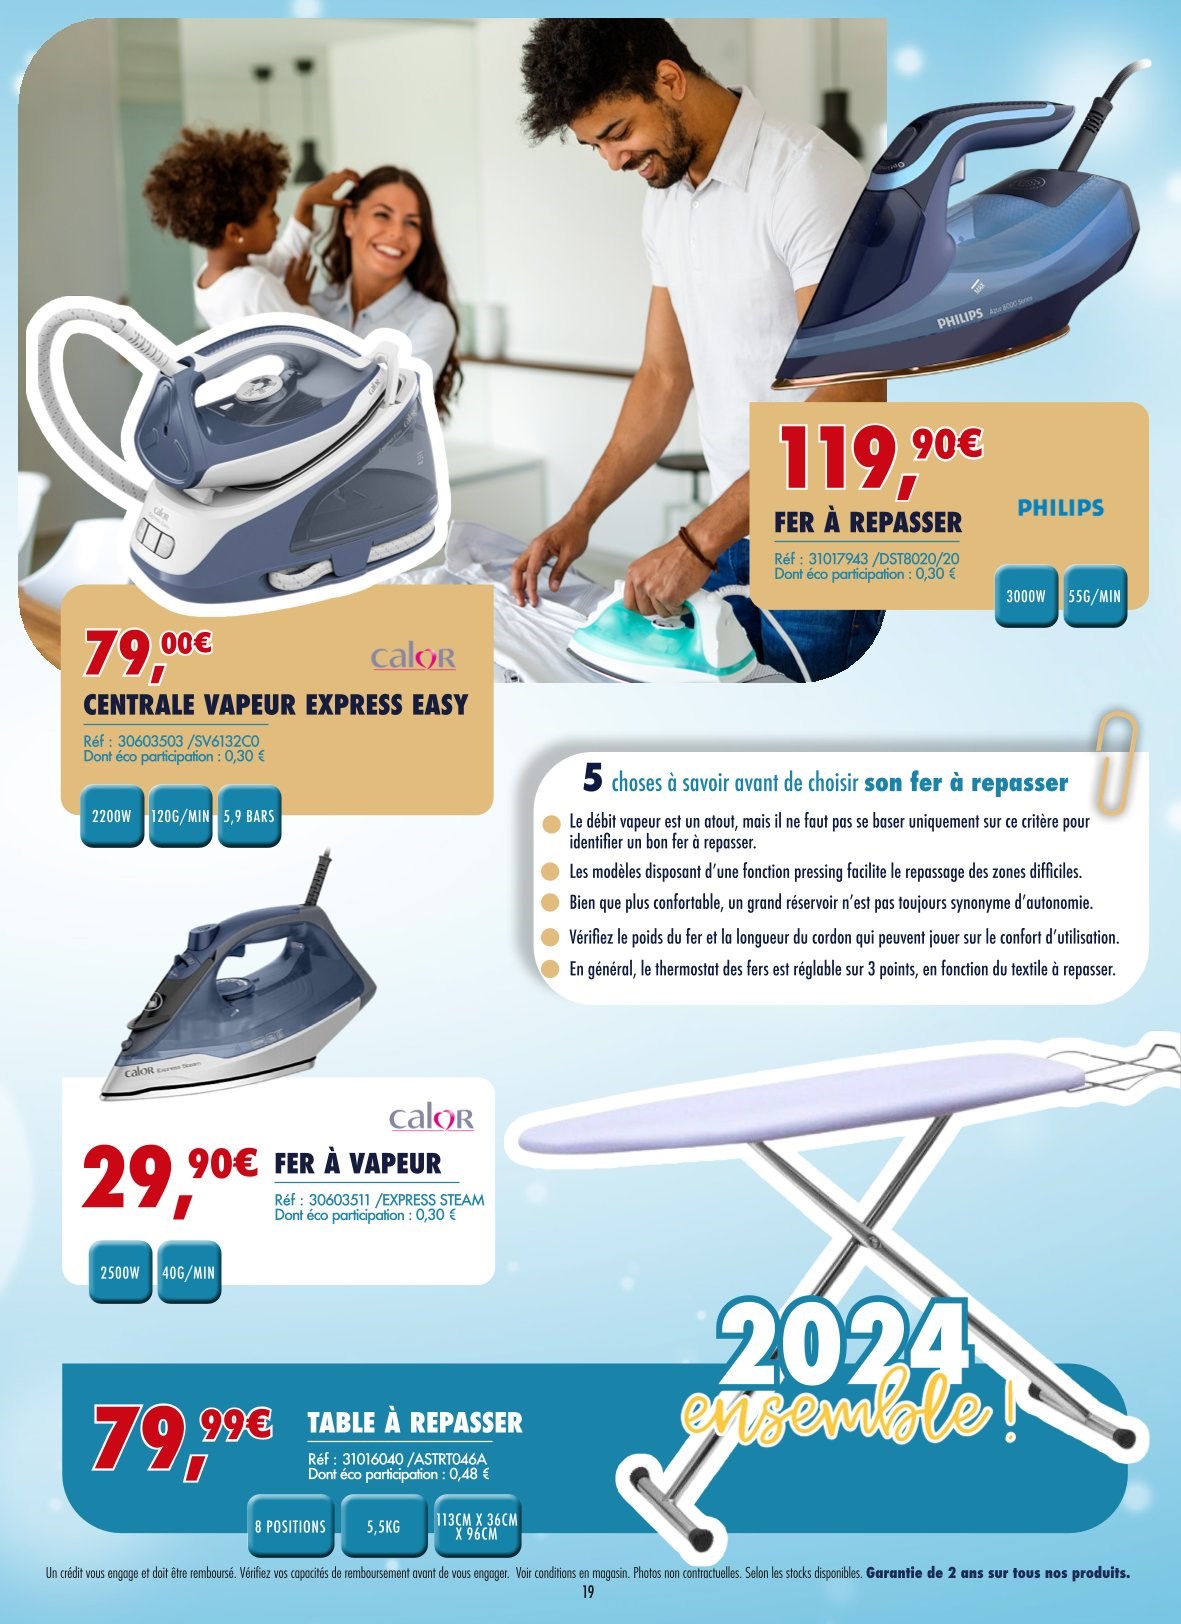 PHILIPS Azur 8000 Series
calor
119,90€
FER À REPASSER
PHILIPS
Réf : 31017943 /DST8020/20
Dont éco participation : 0,30 €
3000W
55G/MIN
79,00€
calor
CENTRALE VAPEUR EXPRESS EASY
Réf : 30603503 /SV6132C0
Dont éco participation : 0,30 €
2200W
120G/MIN
5,9 BARS
5 choses à savoir avant de choisir son fer à repasser
Le débit vapeur est un atout, mais il ne faut pas se baser uniquement sur ce critère pour
identifier un bon fer à repasser.
Les modèles disposant d’une fonction pressing facilite le repassage des zones difficiles.
Bien que plus confortable, un grand réservoir n’est pas toujours synonyme d’autonomie.
Vérifiez le poids du fer et la longueur du cordon qui peuvent jouer sur le confort d’utilisation.
En général, le thermostat des fers est réglable sur 3 points, en fonction du textile à repasser.
calor Express Steam
calor
29,90€
FER À VAPEUR
Réf : 30603511 /EXPRESS STEAM
Dont éco participation : 0,30 €
2500W
40G/MIN
2024
ensemble !
79,99€
TABLE À REPASSER
Réf : 31016040 /ASTRT046A
Dont éco participation : 0,48 €
8 POSITIONS
5,5KG
113CM X 36CM
X 96CM
Un crédit vous engage et doit être remboursé. Vérifiez vos capacités de remboursement avant de vous engager. Voir conditions en magasin. Photos non contractuelles. Selon les stocks disponibles. Garantie de 2 ans sur tous nos produits.
19